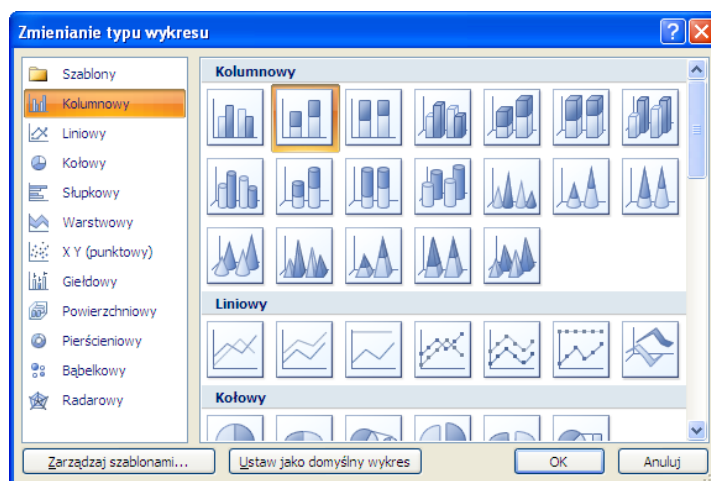 Zmienianie typu wykresu
Szablony
Kolumnowy
Liniowy
Kołowy
Słupkowy
Warstwowy
X Y (punktowy)
Giełdowy
Powierzchniowy
Pierścieniowy
Bąbelkowy
Radarowy
Kolumnowy
Liniowy
Kołowy
Zarządzaj szablonami...
Ustaw jako domyślny wykres
OK
Anuluj